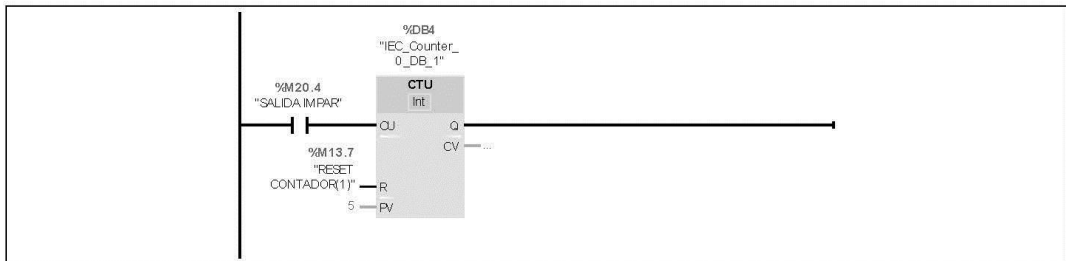 %DB4
"IEC_Counter_
0_DB_1"
%M20.4
"SALIDA IMPAR"
CTU
Int
CU
Q
CV
...
%M13.7
"RESET
CONTADOR(1)"
R
5
PV